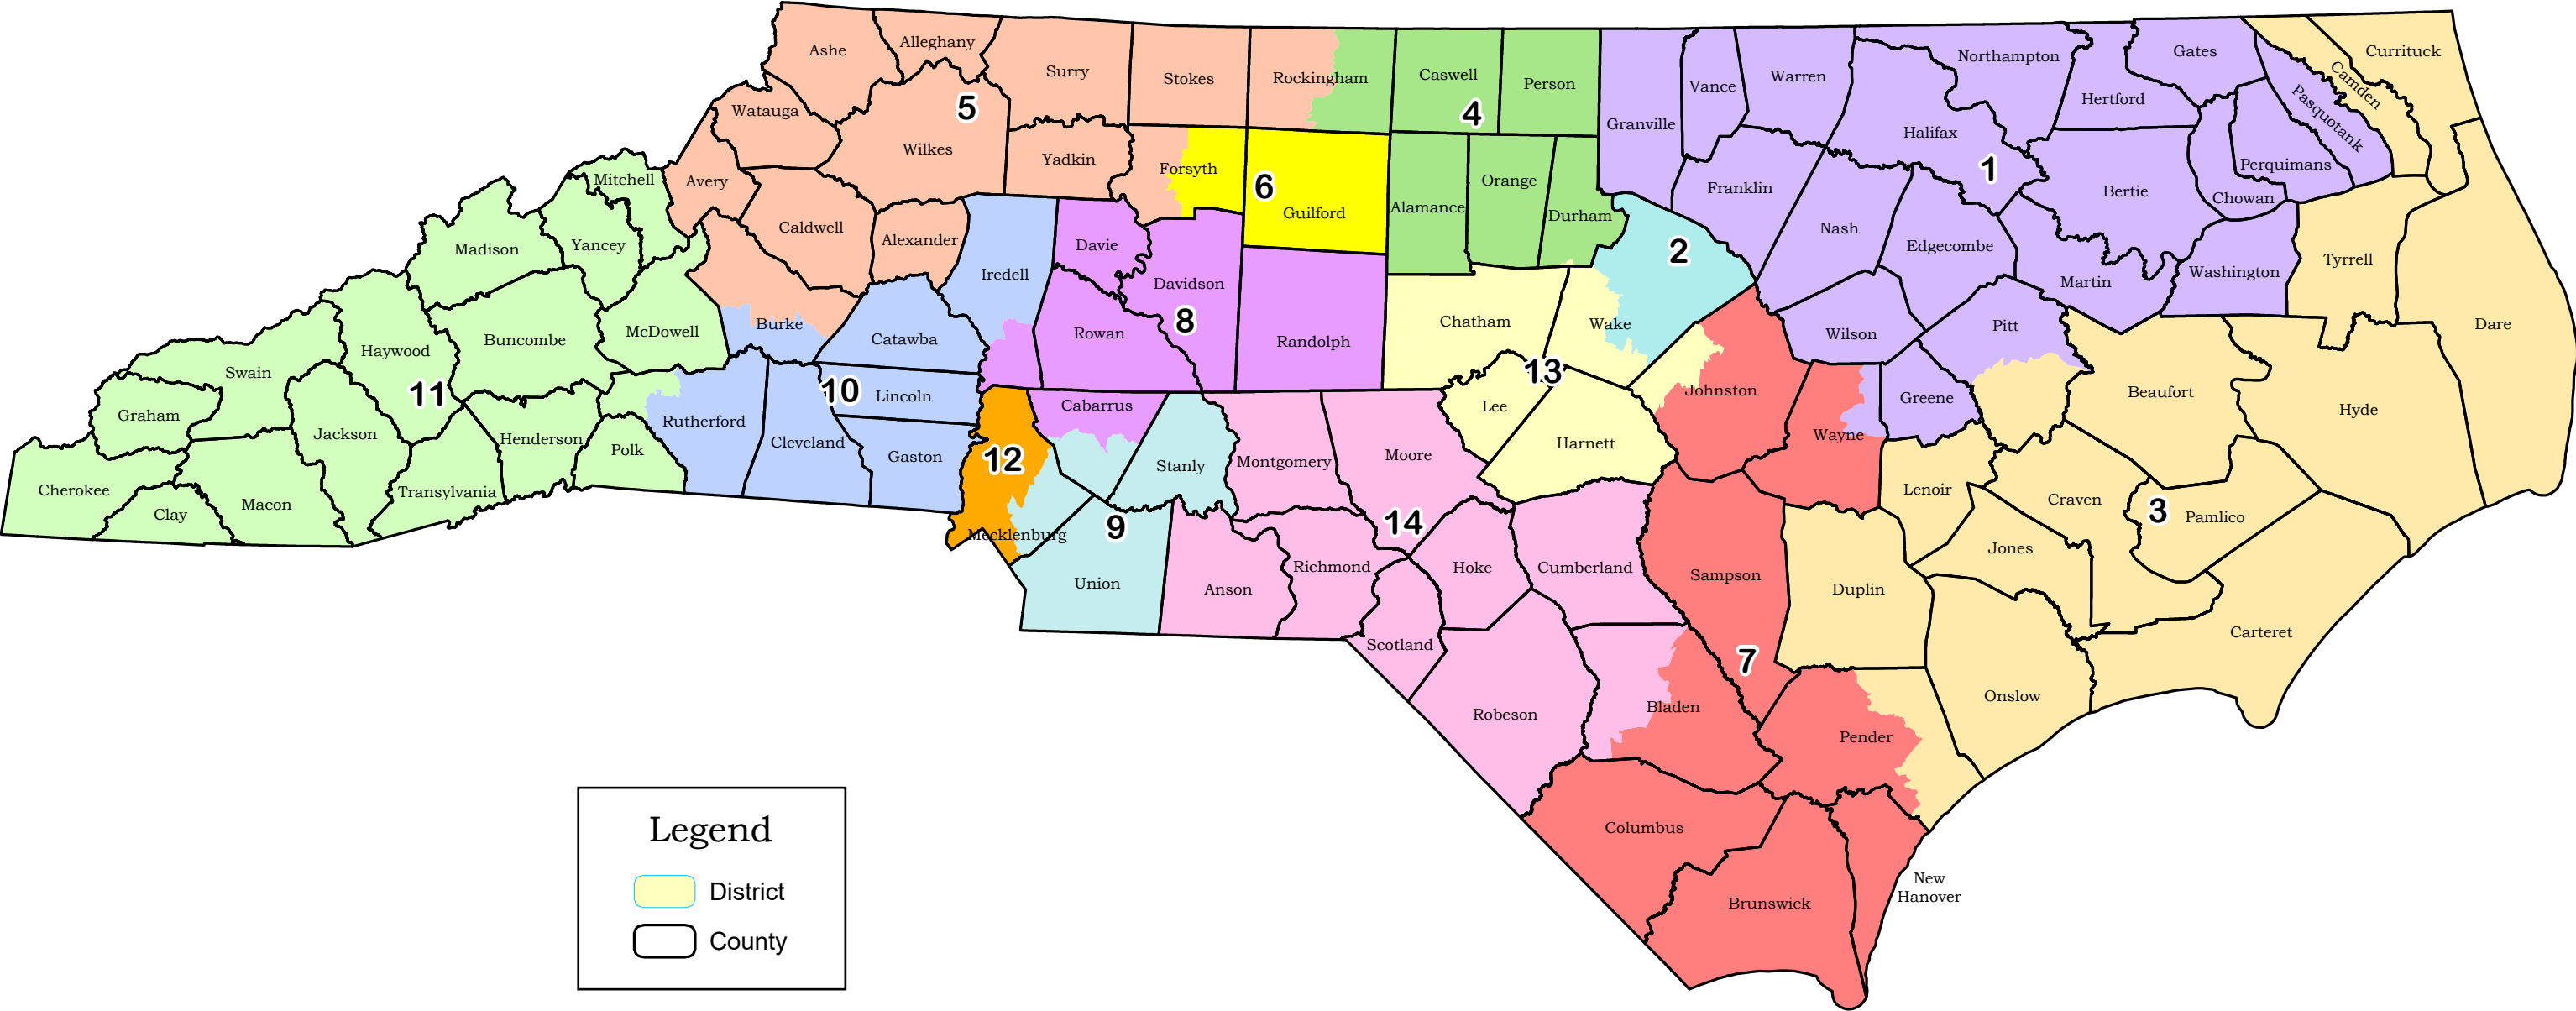 Ashe
Alleghany
Surry
Stokes
Rockingham
Caswell
Person
Granville
Vance
Warren
Northampton
Gates
Currituck
Camden
Hertford
Pasquotank
Watauga
5
4
Halifax
Wilkes
Yadkin
Forsyth
6
Orange
Franklin
1
Perquimans
Chowan
Bertie
Mitchell
Avery
Caldwell
Alexander
Guilford
Alamance
Durham
2
Nash
Edgecombe
Madison
Yancey
Iredell
Davie
Davidson
Martin
Washington
Tyrrell
Dare
Haywood
Buncombe
McDowell
Burke
Catawba
Rowan
8
Randolph
Chatham
Wake
Wilson
Pitt
Swain
11
10
Lincoln
13
Johnston
Greene
Beaufort
Hyde
Graham
Jackson
Henderson
Polk
Rutherford
Cleveland
Gaston
Cabarrus
Lee
Harnett
Wayne
12
Stanly
Montgomery
Moore
Cherokee
Clay
Macon
Transylvania
Mecklenburg
9
14
Lenoir
Craven
3
Pamlico
Jones
Union
Anson
Richmond
Hoke
Cumberland
Sampson
Duplin
Scotland
7
Carteret
Robeson
Bladen
Pender
Onslow
Columbus
Brunswick
New
Hanover
Legend
District
County